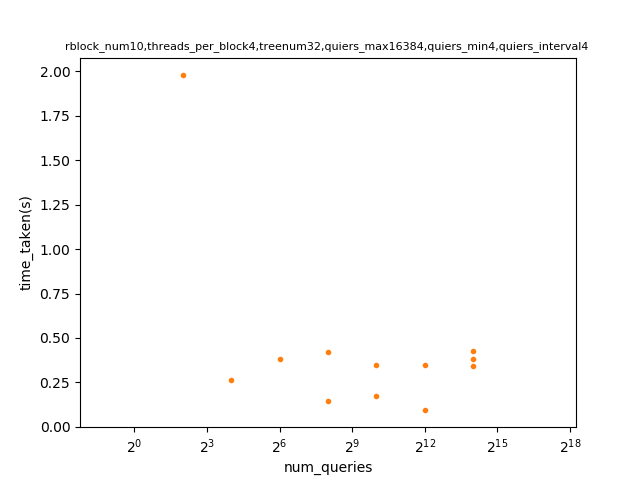 rblock_num10,threads_per_block4,treenum32,quiers_max16384,quiers_min4,quiers_interval4
2.00
1.75
1.50
1.25
1.00
0.75
0.50
0.25
0.00
time_taken(s)
2^0 2^3 2^6 2^9 2^12 2^15 2^18
num_queries